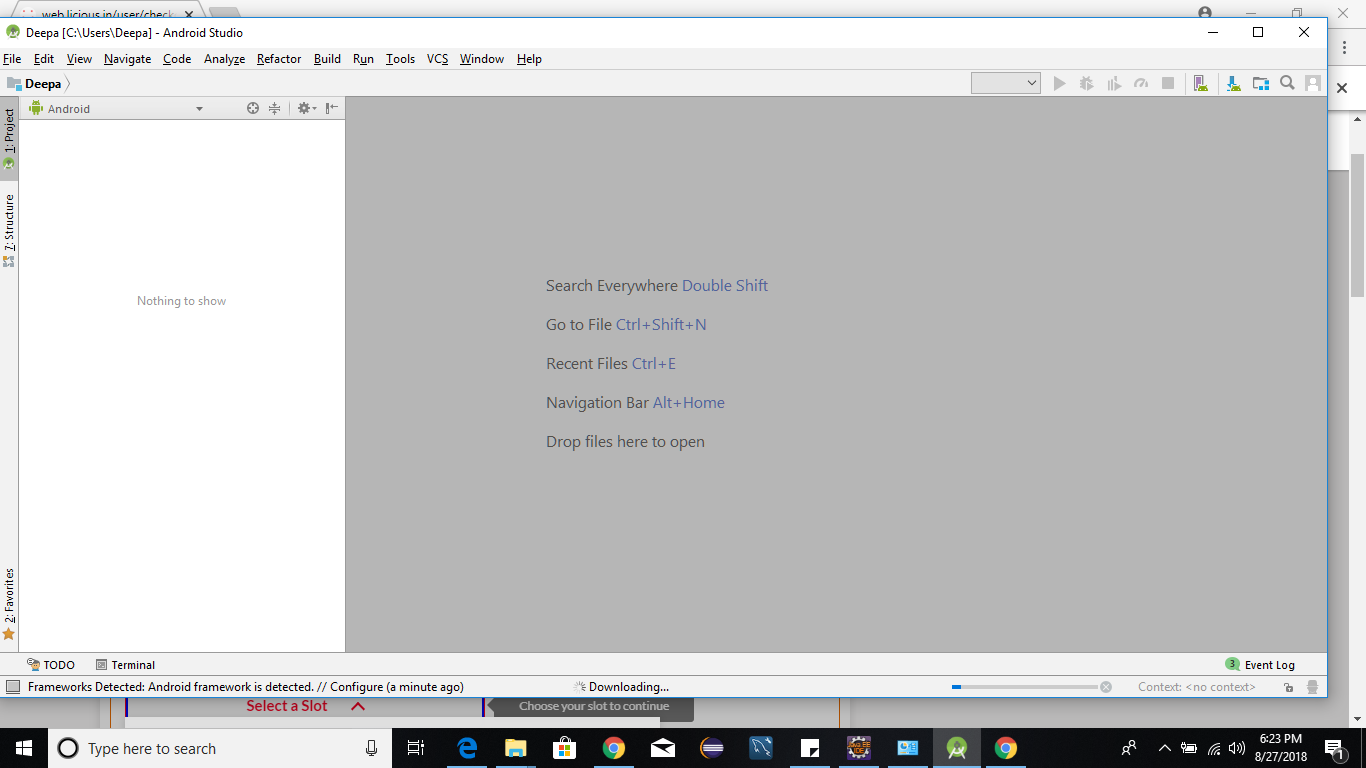 web.licious.in/user/check
Deepa [C:\Users\Deepa] - Android Studio
File Edit View Navigate Code Analyze Refactor Build Run Tools VCS Window Help
Deepa
Android
1: Project
7: Structure
Nothing to show
Search Everywhere Double Shift
Go to File Ctrl+Shift+N
Recent Files Ctrl+E
Navigation Bar Alt+Home
Drop files here to open
2: Favorites
TODO Terminal 3 Event Log
Frameworks Detected: Android framework is detected. // Configure (a minute ago) Downloading... Context: <no context>
Select a Slot Choose your slot to continue
Type here to search
6:23 PM
8/27/2018
1